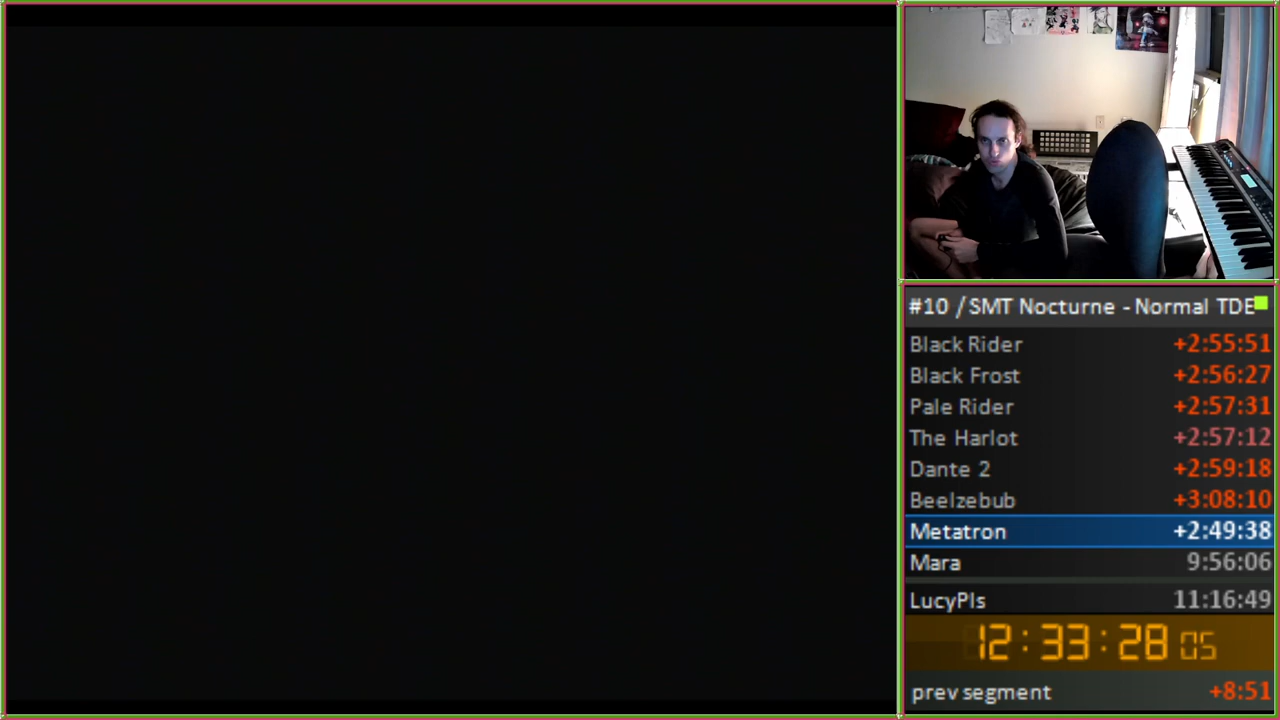 #10 / SMT Nocturne - Normal TDE
Black Rider +2:55:51
Black Frost +2:56:27
Pale Rider +2:57:31
The Harlot +2:57:12
Dante 2 +2:59:18
Beelzebub +3:08:10
Metatron +2:49:38
Mara 9:56:06
LucyPls 11:16:49
12:33:28 05
prev segment +8:51